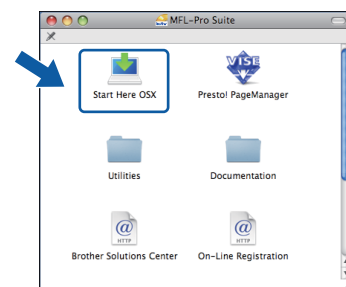 MFL-Pro Suite
Start Here OSX
VISE
Presto! PageManager
Utilities
Documentation
@
HTTP
@
HTTP
Brother Solutions Center
On-Line Registration